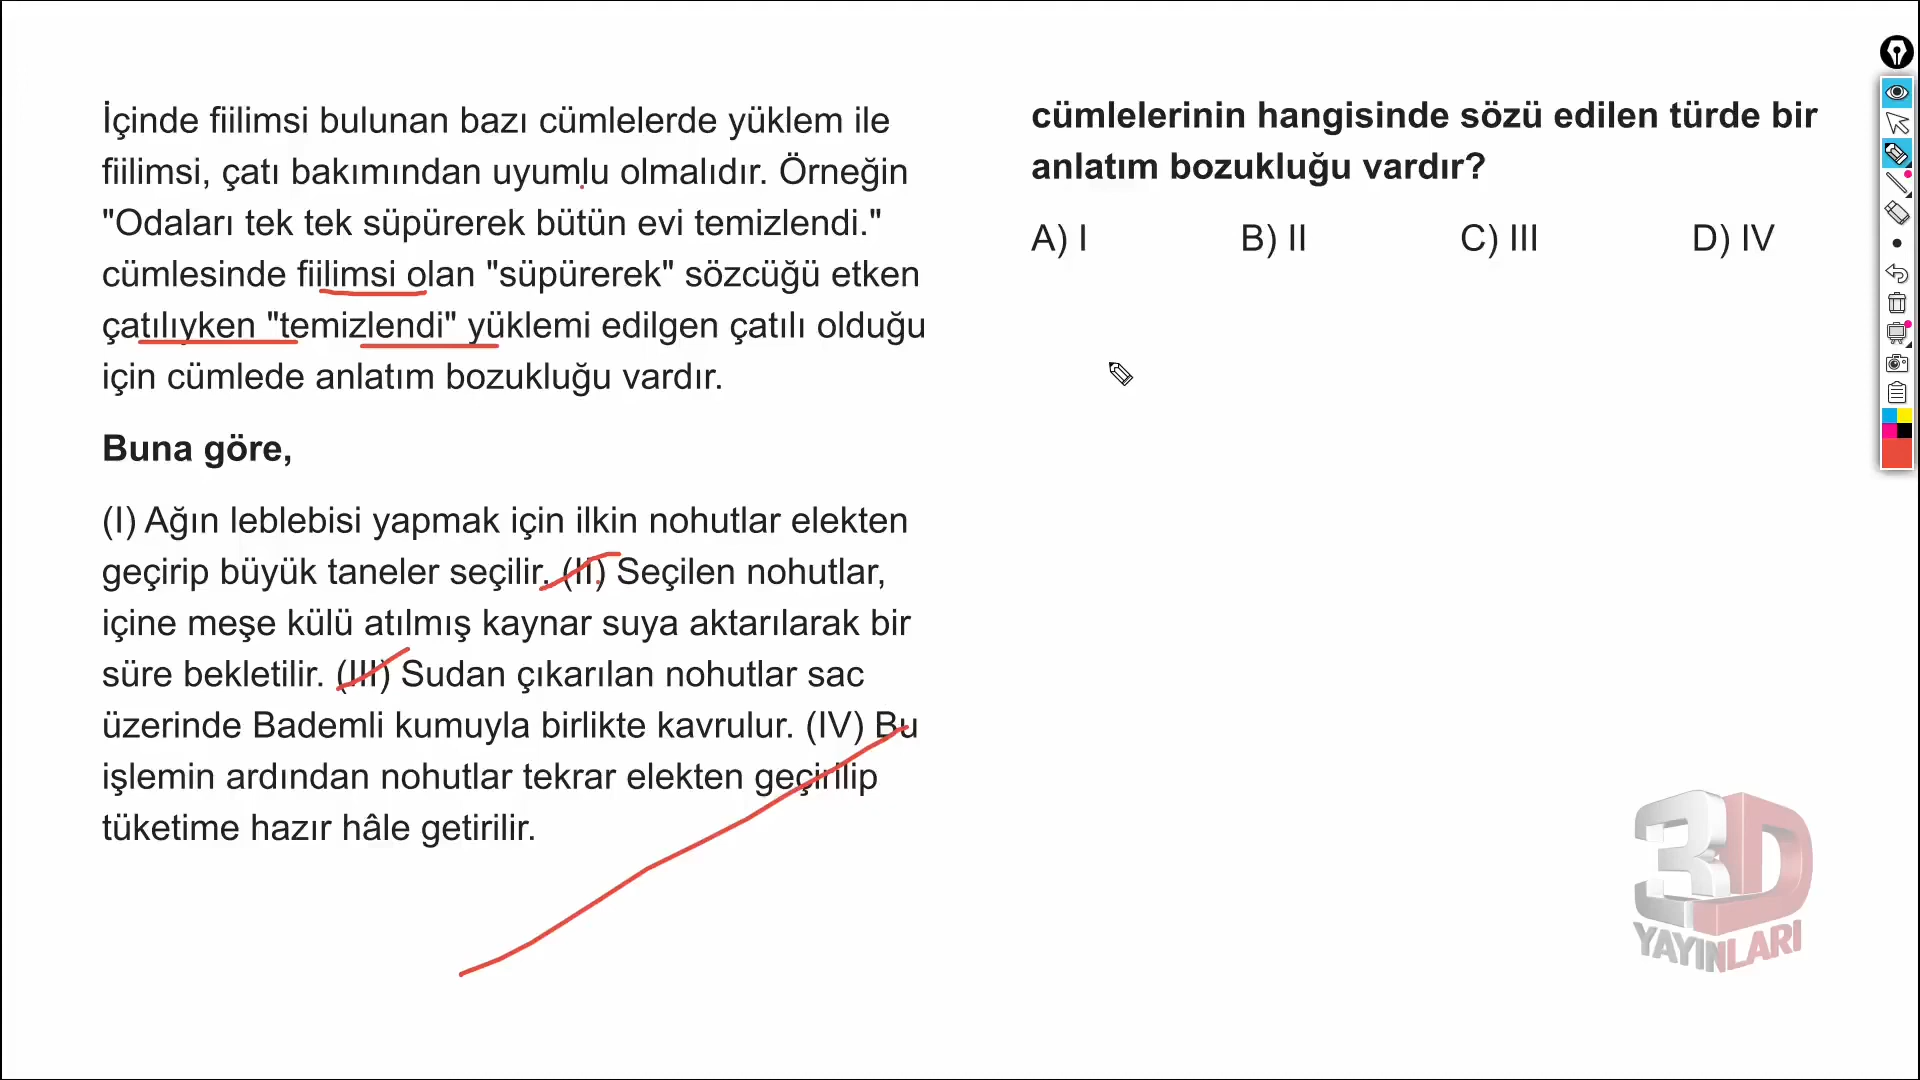 İçinde fiilimsi bulunan bazı cümlelerde yüklem ile
fiilimsi, çatı bakımından uyumlu olmalıdır. Örneğin
"Odaları tek tek süpürerek bütün evi temizlendi."
cümlesinde fiilimsi olan "süpürerek" sözcüğü etken
çatılıyken "temizlendi" yüklemi edilgen çatılı olduğu
için cümlede anlatım bozukluğu vardır.
Buna göre,
(I) Ağın leblebisi yapmak için ilkin nohutlar elekten
geçirip büyük taneler seçilir. (II) Seçilen nohutlar,
içine meşe külü atılmış kaynar suya aktarılarak bir
süre bekletilir. (III) Sudan çıkarılan nohutlar sac
üzerinde Bademli kumuyla birlikte kavrulur. (IV) Bu
işlemin ardından nohutlar tekrar elekten geçirilip
tüketime hazır hâle getirilir.
cümlelerinin hangisinde sözü edilen türde bir
anlatım bozukluğu vardır?
A) I B) II C) III D) IV
3D
YAYINLARI